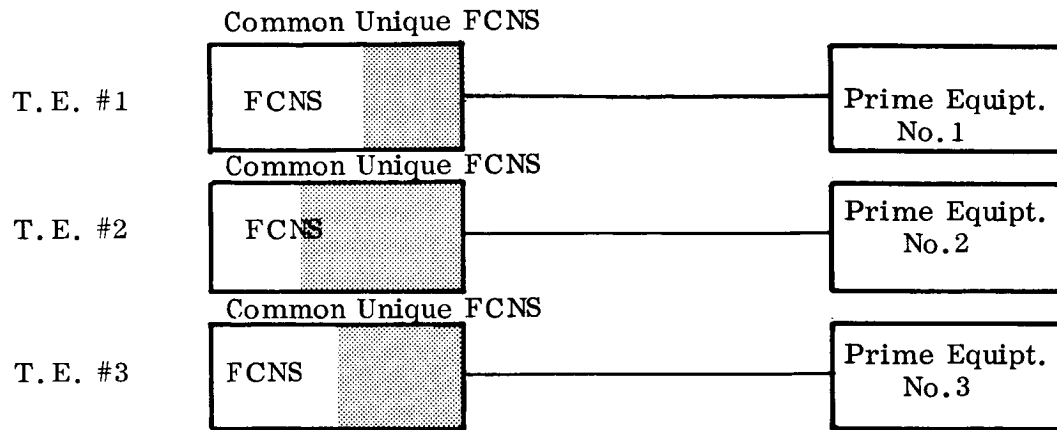 Common Unique FCNS
T.E. #1 FCNS Prime Equipt.
No.1
Common Unique FCNS
T.E. #2 FCNS Prime Equipt.
No.2
Common Unique FCNS
T.E. #3 FCNS Prime Equipt.
No.3